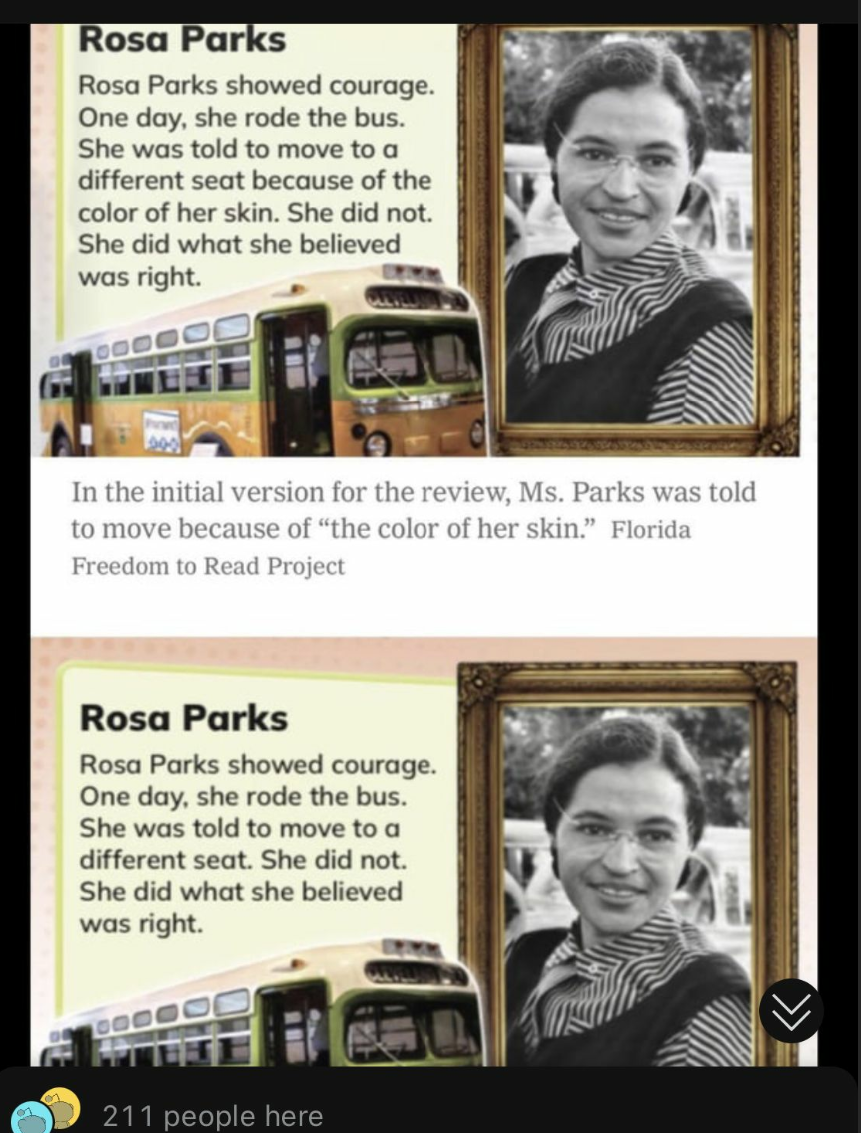 Rosa Parks
Rosa Parks showed courage.
One day, she rode the bus.
She was told to move to a
different seat because of the
color of her skin. She did not.
She did what she believed
was right.
In the initial version for the review, Ms. Parks was told
to move because of “the color of her skin.” Florida
Freedom to Read Project
Rosa Parks
Rosa Parks showed courage.
One day, she rode the bus.
She was told to move to a
different seat. She did not.
She did what she believed
was right.
211 people here